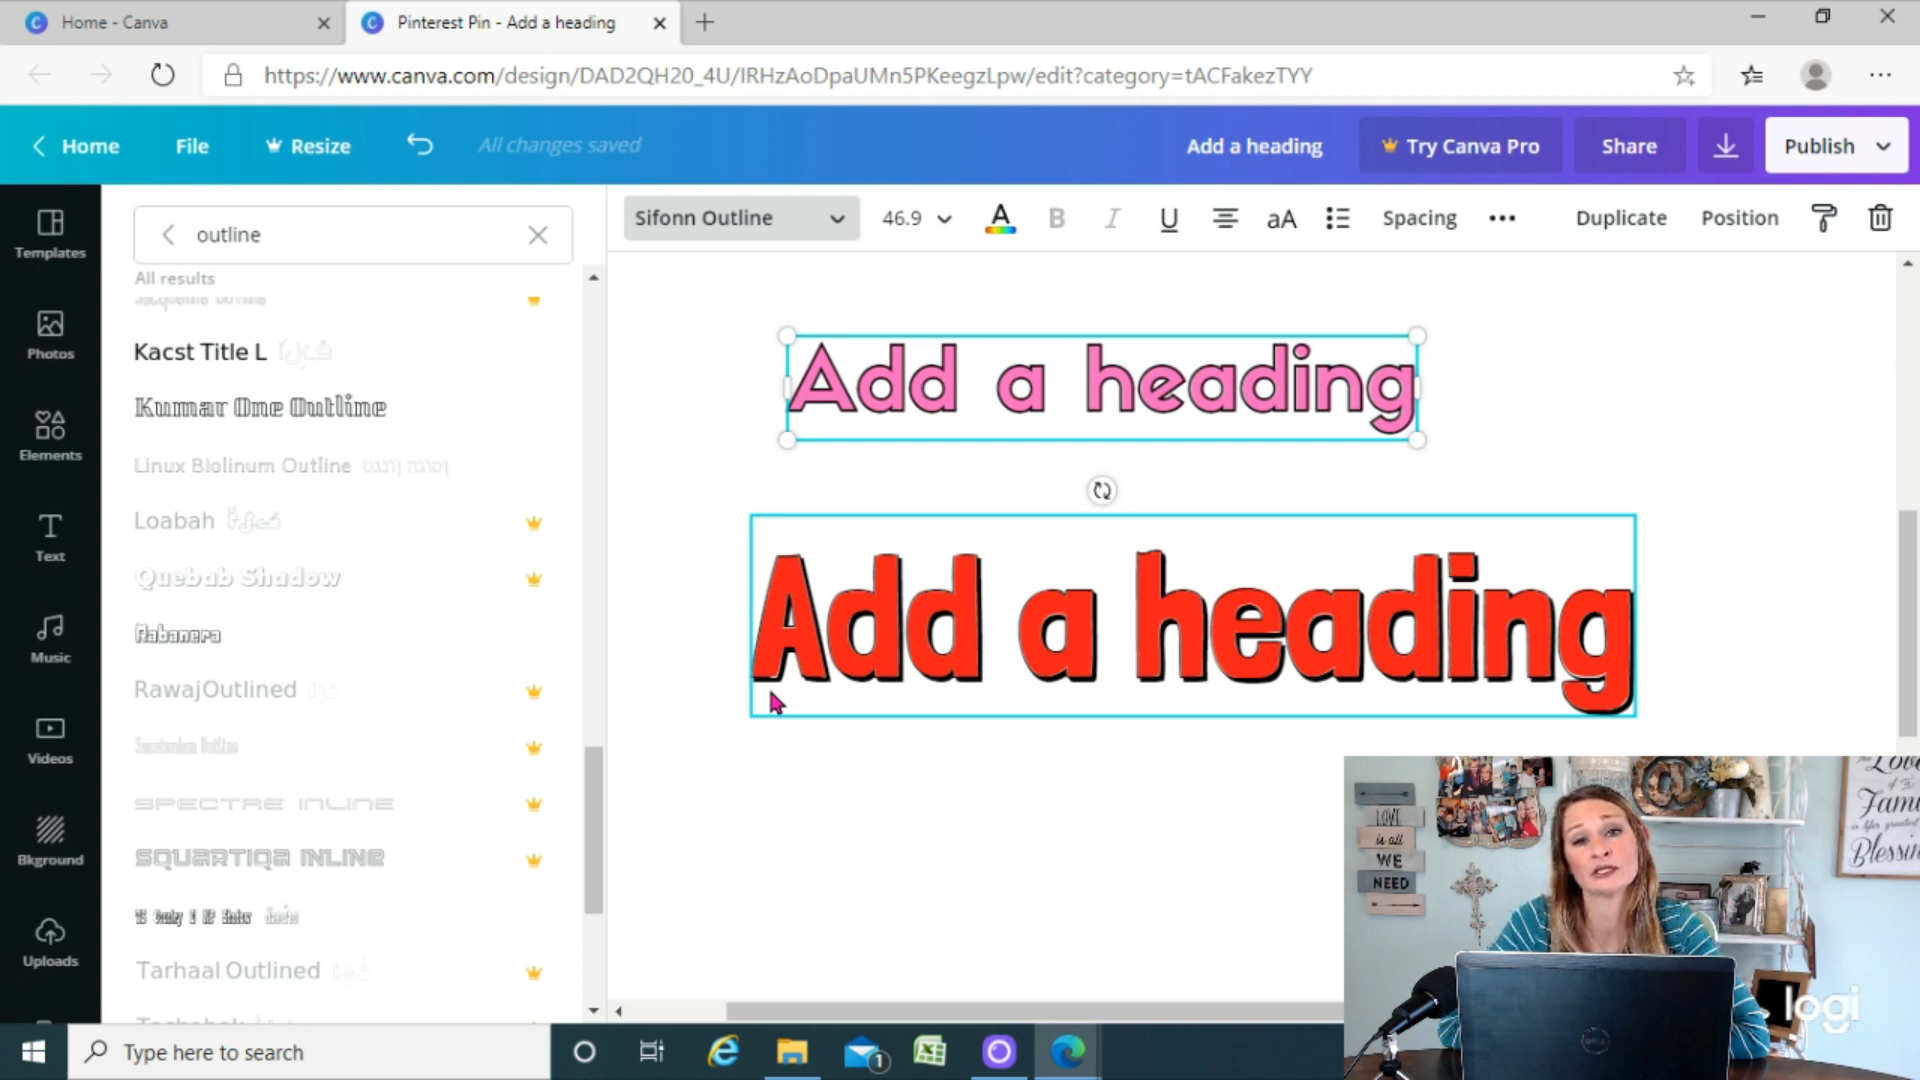 Home - Canva
Pinterest Pin - Add a heading
https://www.canva.com/design/DAD2QH20_4U/IRHzAoDpaUMn5PKeegzLpw/edit?category=tACFakezTYY
Home
File
Resize
All changes saved
Add a heading
Try Canva Pro
Share
Publish
Templates
Photos
Elements
Text
Music
Videos
Bkground
Uploads
outline
All results
Kacst Title L
Kumar One Outline
Linux Biolinum Outline
Loabah
Quebab Shadow
Rabanera
RawajOutlined
SPECTRE INLINE
SQUARTIQA INLINE
Tarhaal Outlined
Sifonn Outline
46.9
A
B
I
U
aA
Spacing
Duplicate
Position
Add a heading
Add a heading
LOVE
is all
WE
NEED
Love
Fami
Blessin
DELL
logi
Type here to search
1